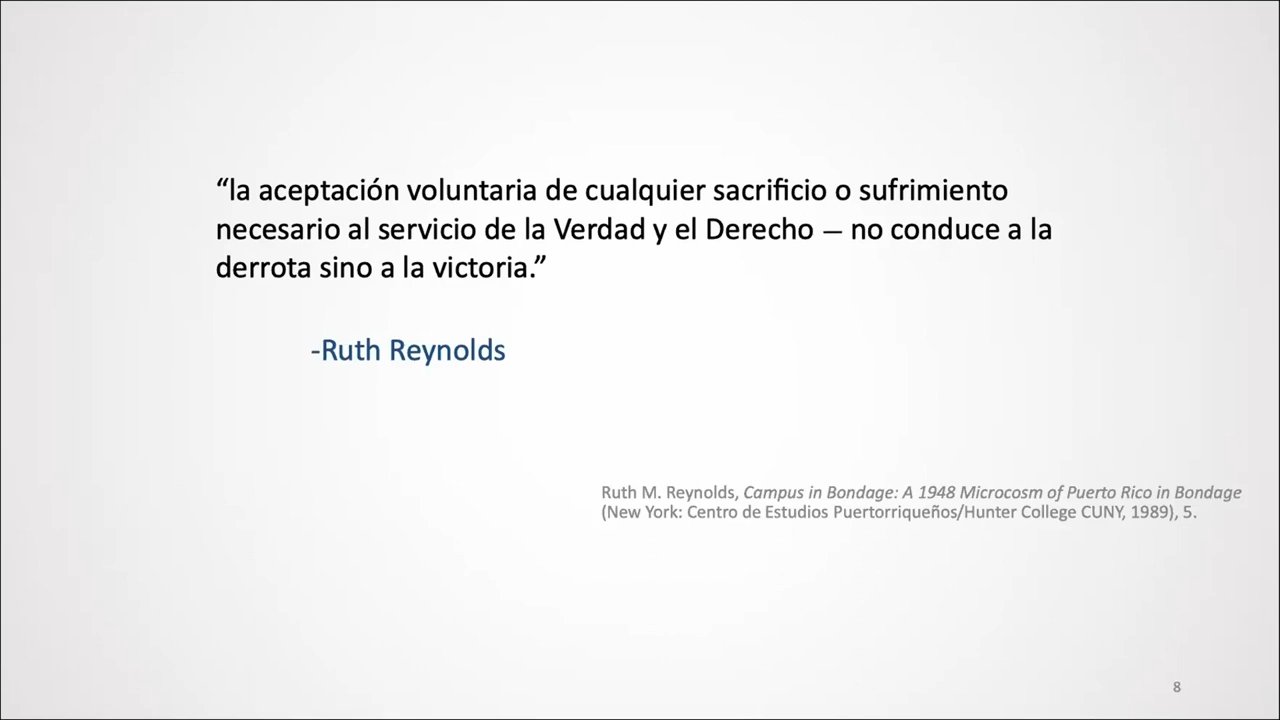 “la aceptación voluntaria de cualquier sacrificio o sufrimiento
necesario al servicio de la Verdad y el Derecho — no conduce a la
derrota sino a la victoria.”
-Ruth Reynolds
Ruth M. Reynolds, Campus in Bondage: A 1948 Microcosm of Puerto Rico in Bondage
(New York: Centro de Estudios Puertorriqueños/Hunter College CUNY, 1989), 5.
8